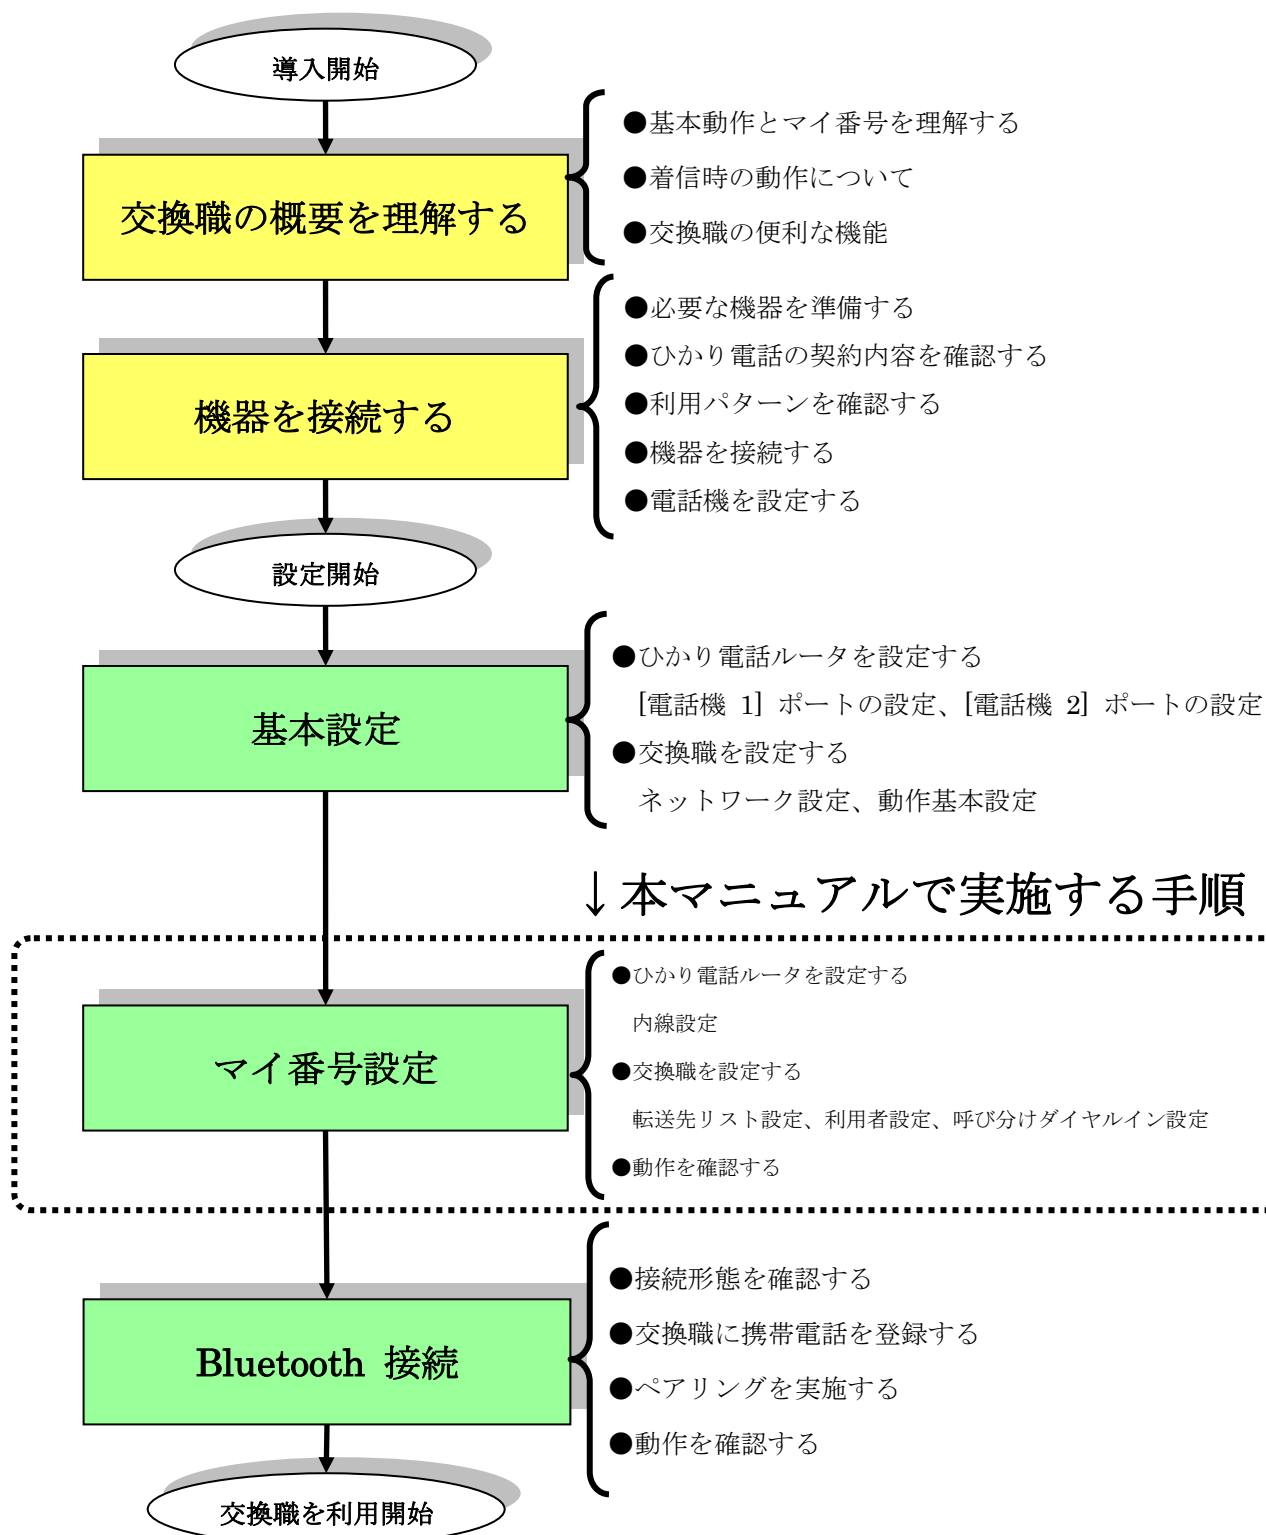 導入開始
交換職の概要を理解する
●基本動作とマイ番号を理解する
●着信時の動作について
●交換職の便利な機能
機器を接続する
●必要な機器を準備する
●ひかり電話の契約内容を確認する
●利用パターンを確認する
●機器を接続する
●電話機を設定する
設定開始
基本設定
●ひかり電話ルータを設定する
[電話機 1] ポートの設定、[電話機 2] ポートの設定
●交換職を設定する
ネットワーク設定、動作基本設定
↓本マニュアルで実施する手順
マイ番号設定
●ひかり電話ルータを設定する
内線設定
●交換職を設定する
転送先リスト設定、利用者設定、呼び分けダイヤルイン設定
●動作を確認する
Bluetooth 接続
●接続形態を確認する
●交換職に携帯電話を登録する
●ペアリングを実施する
●動作を確認する
交換職を利用開始